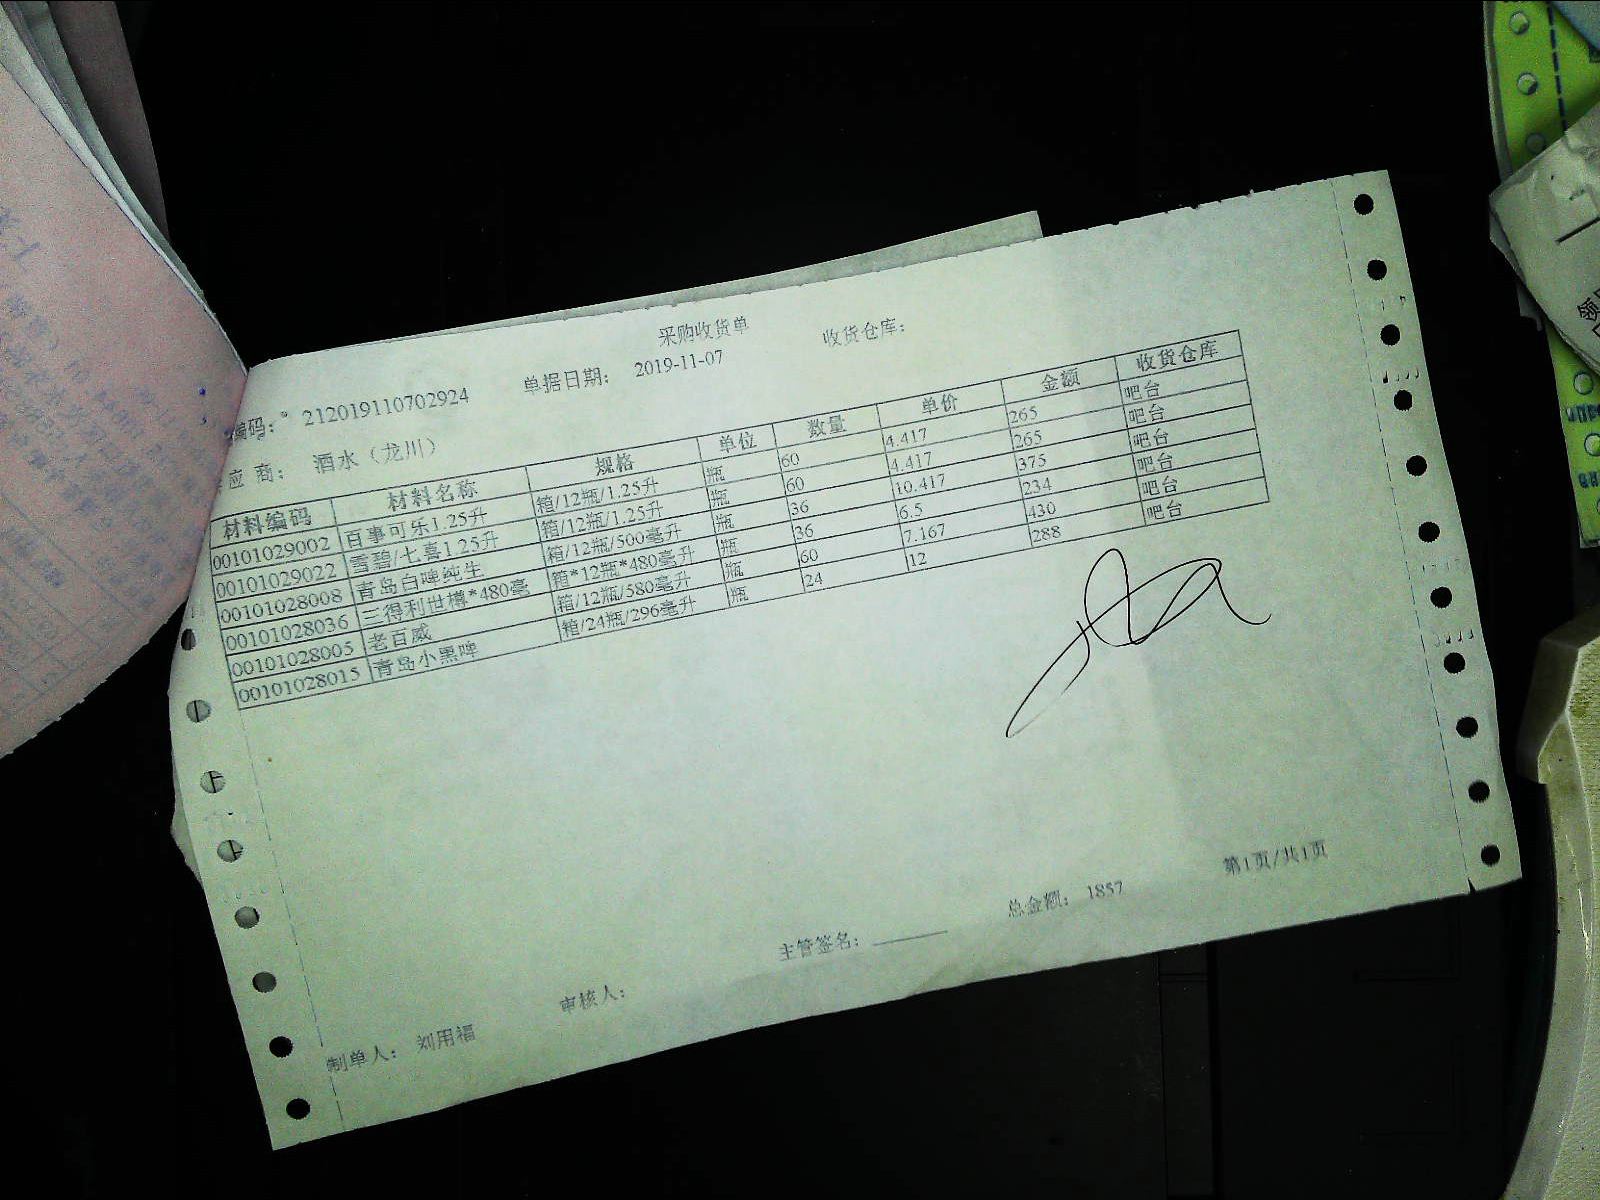 采购收货单
编码： 212019110702924 单据日期： 2019-11-07 收货仓库：
应 商： 酒水（龙川）
材料编码 材料名称 规格 单位 数量 单价 金额 收货仓库
00101029002 百事可乐1.25升 箱/12瓶/1.25升 瓶 60 4.417 265 吧台
00101029022 雪碧/七喜1.25升 箱/12瓶/1.25升 瓶 60 4.417 265 吧台
00101028008 青岛白啤纯生 箱/12瓶/500毫升 瓶 36 10.417 375 吧台
00101028036 三得利世樽*480毫 箱*12瓶*480毫升 瓶 36 6.5 234 吧台
00101028005 老百威 箱/12瓶/580毫升 瓶 60 7.167 430 吧台
00101028015 青岛小黑啤 箱/24瓶/296毫升 瓶 24 12 288 吧台
第1页/共1页
总金额： 1857
主管签名：
审核人：
制单人： 刘用福